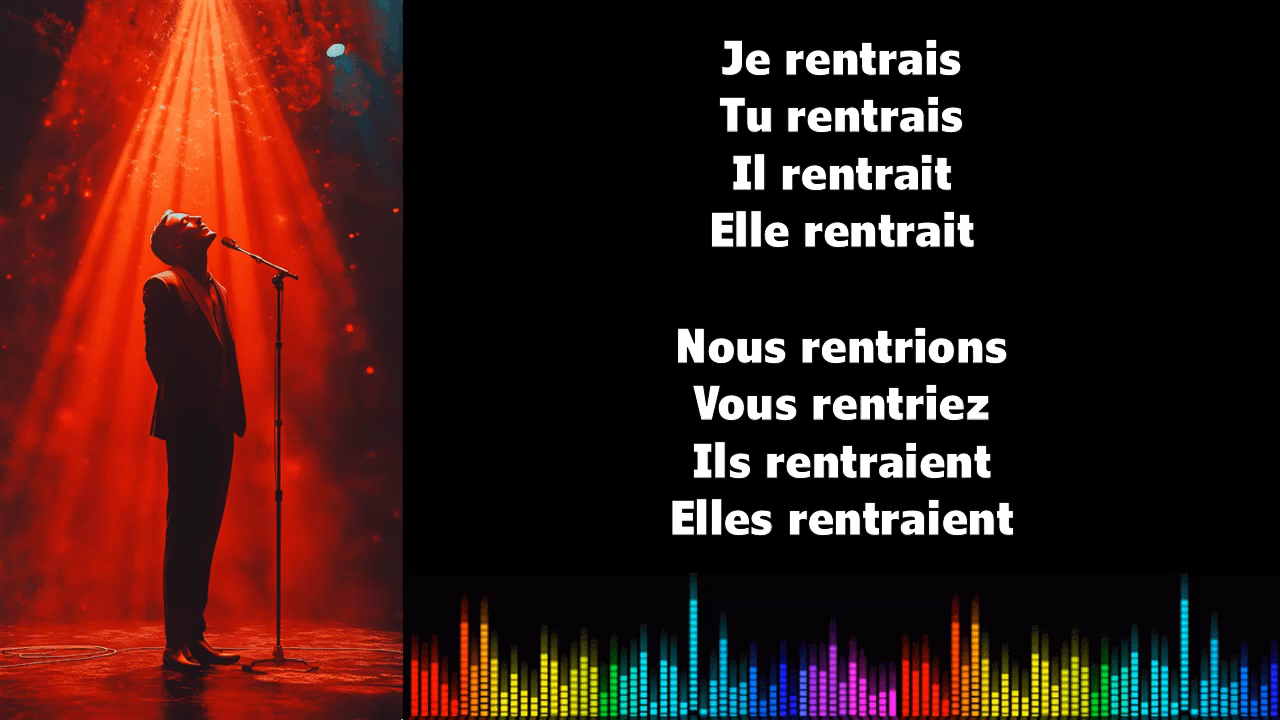 Je rentrais
Tu rentrais
Il rentrait
Elle rentrait
Nous rentrions
Vous rentriez
Ils rentraient
Elles rentraient